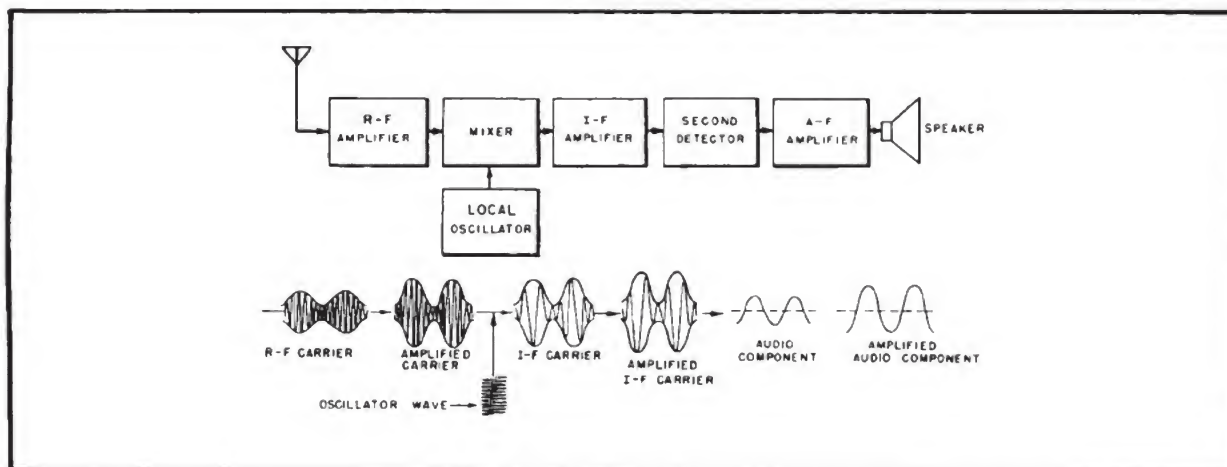 R-F
AMPLIFIER
MIXER
I-F
AMPLIFIER
SECOND
DETECTOR
A-F
AMPLIFIER
SPEAKER
LOCAL
OSCILLATOR
R-F CARRIER
AMPLIFIED
CARRIER
I-F CARRIER
AMPLIFIED
I-F CARRIER
AUDIO
COMPONENT
AMPLIFIED
AUDIO COMPONENT
OSCILLATOR WAVE